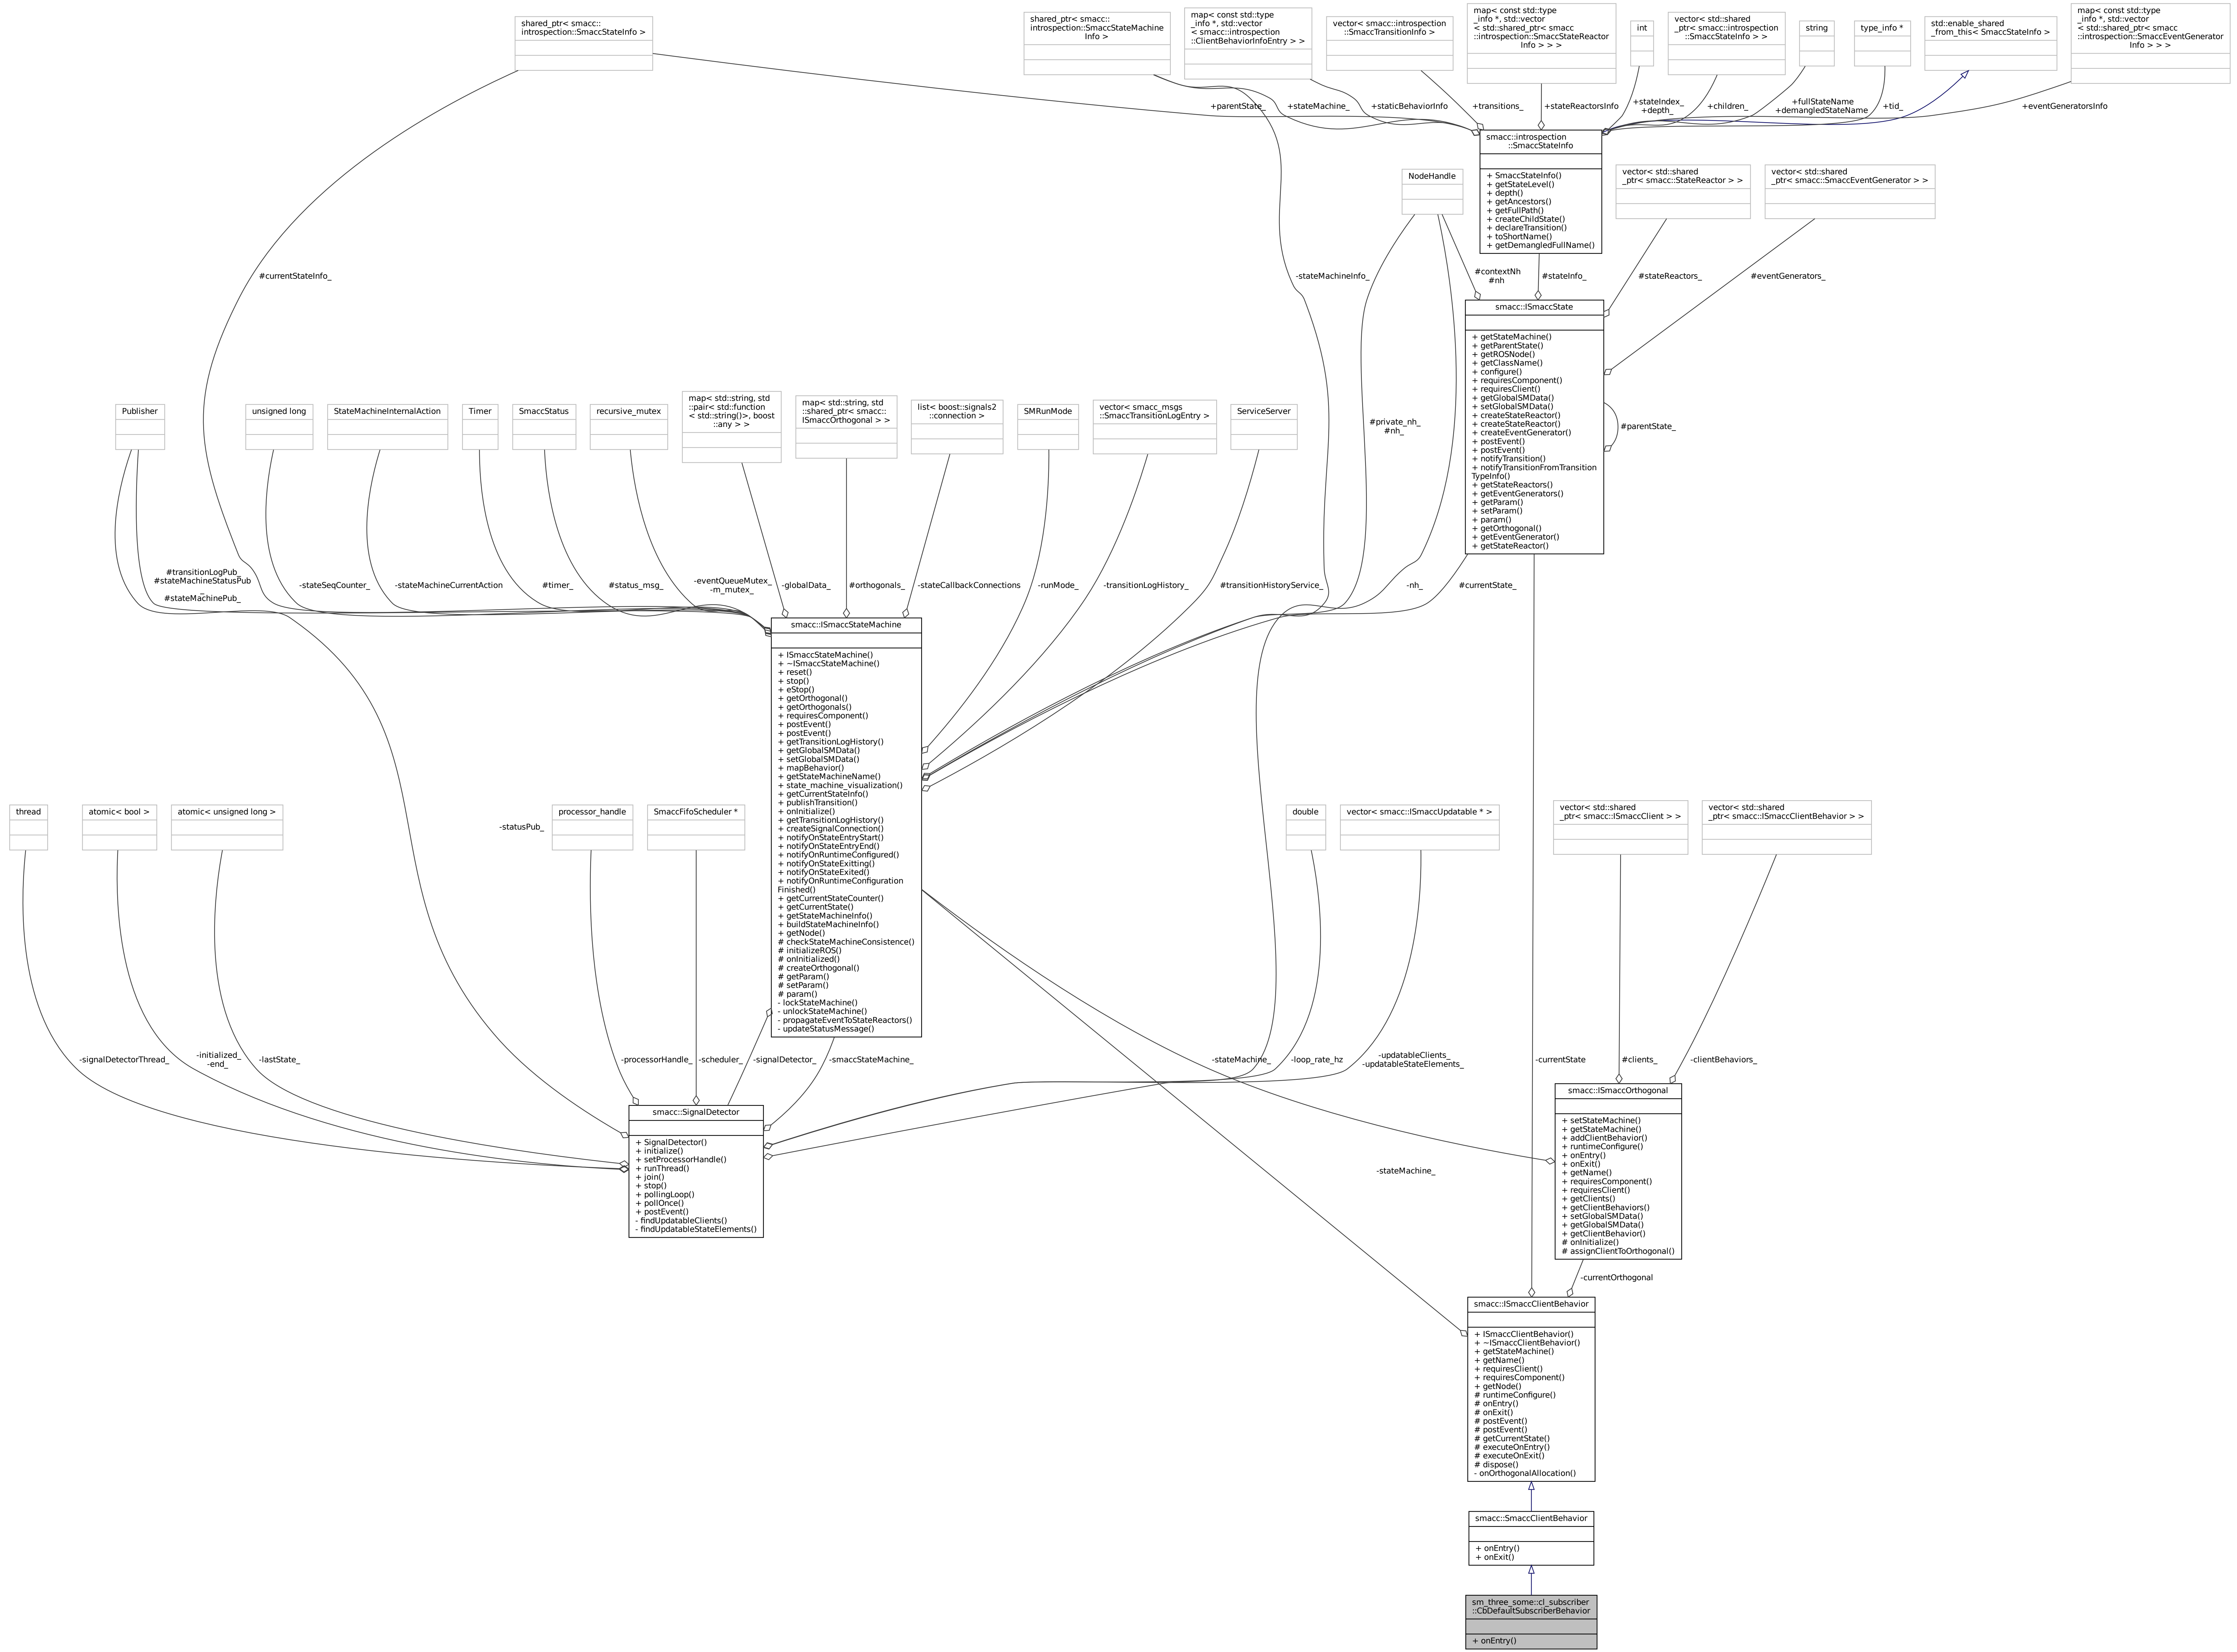 shared_ptr< smacc::
introspection::SmaccStateInfo >
shared_ptr< smacc::
introspection::SmaccStateMachine
Info >
map< const std::type
_info *, std::vector
< smacc::introspection
::ClientBehaviorInfoEntry > >
vector< smacc::introspection
::SmaccTransitionInfo >
map< const std::type
_info *, std::vector
< std::shared_ptr< smacc
::introspection::SmaccStateReactor
Info > > >
int
vector< std::shared
_ptr< smacc::introspection
::SmaccStateInfo > >
string
type_info *
std::enable_shared
_from_this< SmaccStateInfo >
map< const std::type
_info *, std::vector
< std::shared_ptr< smacc
::introspection::SmaccEventGenerator
Info > > >
+parentState_
+stateMachine_
+staticBehaviorInfo
+transitions_
+stateReactorsInfo
+stateIndex_
+depth_
+children_
+fullStateName
+demangledStateName
+tid_
+eventGeneratorsInfo
smacc::introspection
::SmaccStateInfo
+ SmaccStateInfo()
+ getStateLevel()
+ depth()
+ getAncestors()
+ getFullPath()
+ createChildState()
+ declareTransition()
+ toShortName()
+ getDemangledFullName()
NodeHandle
vector< std::shared
_ptr< smacc::StateReactor > >
vector< std::shared
_ptr< smacc::SmaccEventGenerator > >
#currentStateInfo_
-stateMachineInfo_
#contextNh
#nh
#stateInfo_
#stateReactors_
#eventGenerators_
smacc::ISmaccState
+ getStateMachine()
+ getParentState()
+ getROSNode()
+ getClassName()
+ configure()
+ requiresComponent()
+ requiresClient()
+ getGlobalSMData()
+ setGlobalSMData()
+ createStateReactor()
+ createStateReactor()
+ createEventGenerator()
+ postEvent()
+ postEvent()
+ notifyTransition()
+ notifyTransitionFromTransition
TypeInfo()
+ getStateReactors()
+ getEventGenerators()
+ getParam()
+ setParam()
+ param()
+ getOrthogonal()
+ getEventGenerator()
+ getStateReactor()
#parentState_
#private_nh_
#nh_
Publisher
unsigned long
StateMachineInternalAction
Timer
SmaccStatus
recursive_mutex
map< std::string, std
::pair< std::function
< std::string()>, boost
::any > >
map< std::string, std
::shared_ptr< smacc::
ISmaccOrthogonal > >
list< boost::signals2
::connection >
SMRunMode
vector< smacc_msgs
::SmaccTransitionLogEntry >
ServiceServer
#transitionLogPub_
#stateMachineStatusPub
_
#stateMachinePub_
-stateSeqCounter_
-stateMachineCurrentAction
#timer_
#status_msg_
-eventQueueMutex_
-m_mutex_
-globalData_
#orthogonals_
-stateCallbackConnections
-runMode_
-transitionLogHistory_
#transitionHistoryService_
-nh_
#currentState_
smacc::ISmaccStateMachine
+ ISmaccStateMachine()
+ ~ISmaccStateMachine()
+ reset()
+ stop()
+ eStop()
+ getOrthogonal()
+ getOrthogonals()
+ requiresComponent()
+ postEvent()
+ postEvent()
+ getTransitionLogHistory()
+ getGlobalSMData()
+ setGlobalSMData()
+ mapBehavior()
+ getStateMachineName()
+ state_machine_visualization()
+ getCurrentStateInfo()
+ publishTransition()
+ onInitialize()
+ getTransitionLogHistory()
+ createSignalConnection()
+ notifyOnStateEntryStart()
+ notifyOnStateEntryEnd()
+ notifyOnRuntimeConfigured()
+ notifyOnStateExitting()
+ notifyOnStateExited()
+ notifyOnRuntimeConfiguration
Finished()
+ getCurrentStateCounter()
+ getCurrentState()
+ getStateMachineInfo()
+ buildStateMachineInfo()
+ getNode()
# checkStateMachineConsistence()
# initializeROS()
# onInitialized()
# createOrthogonal()
# getParam()
# setParam()
# param()
- lockStateMachine()
- unlockStateMachine()
- propagateEventToStateReactors()
- updateStatusMessage()
thread
atomic< bool >
atomic< unsigned long >
-statusPub_
processor_handle
SmaccFifoScheduler *
double
vector< smacc::ISmaccUpdatable * >
vector< std::shared
_ptr< smacc::ISmaccClient > >
vector< std::shared
_ptr< smacc::ISmaccClientBehavior > >
-signalDetectorThread_
-initialized_
-end_
-lastState_
-processorHandle_
-scheduler_
-signalDetector_
-smaccStateMachine_
-stateMachine_
-loop_rate_hz
-updatableClients_
-updatableStateElements_
-currentState
#clients_
-clientBehaviors_
smacc::SignalDetector
+ SignalDetector()
+ initialize()
+ setProcessorHandle()
+ runThread()
+ join()
+ stop()
+ pollingLoop()
+ pollOnce()
+ postEvent()
- findUpdatableClients()
- findUpdatableStateElements()
smacc::ISmaccOrthogonal
+ setStateMachine()
+ getStateMachine()
+ addClientBehavior()
+ runtimeConfigure()
+ onEntry()
+ onExit()
+ getName()
+ requiresComponent()
+ requiresClient()
+ getClients()
+ getClientBehaviors()
+ setGlobalSMData()
+ getGlobalSMData()
+ getClientBehavior()
# onInitialize()
# assignClientToOrthogonal()
-stateMachine_
-currentOrthogonal
smacc::ISmaccClientBehavior
+ ISmaccClientBehavior()
+ ~ISmaccClientBehavior()
+ getStateMachine()
+ getName()
+ requiresClient()
+ requiresComponent()
+ getNode()
# runtimeConfigure()
# onEntry()
# onExit()
# postEvent()
# postEvent()
# getCurrentState()
# executeOnEntry()
# executeOnExit()
# dispose()
- onOrthogonalAllocation()
smacc::SmaccClientBehavior
+ onEntry()
+ onExit()
sm_three_some::cl_subscriber
::CbDefaultSubscriberBehavior
+ onEntry()